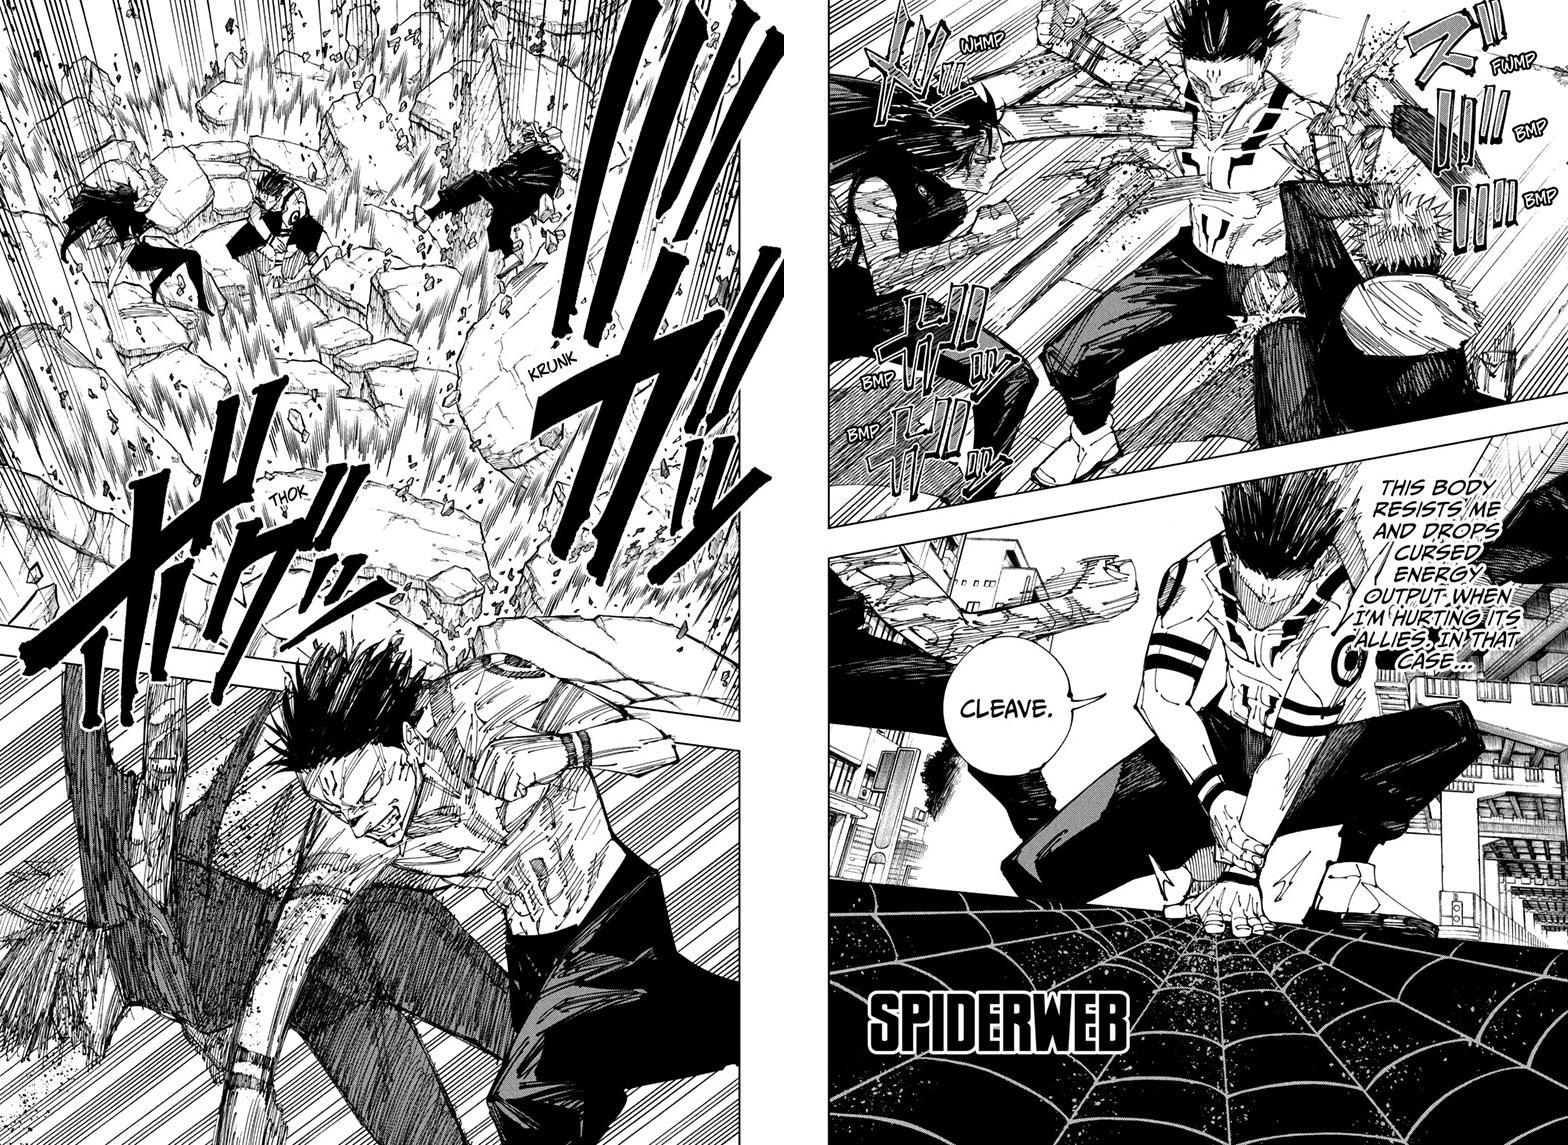 FWMP
BMP
BMP
WHMP
BMP
BMP
THIS BODY
RESISTS ME
AND DROPS
CURSED
ENERGY
OUTPUT WHEN
I'M HURTING ITS
ALLIES. IN THAT
CASE...
CLEAVE.
SPIDERWEB
KRUNK
THOK